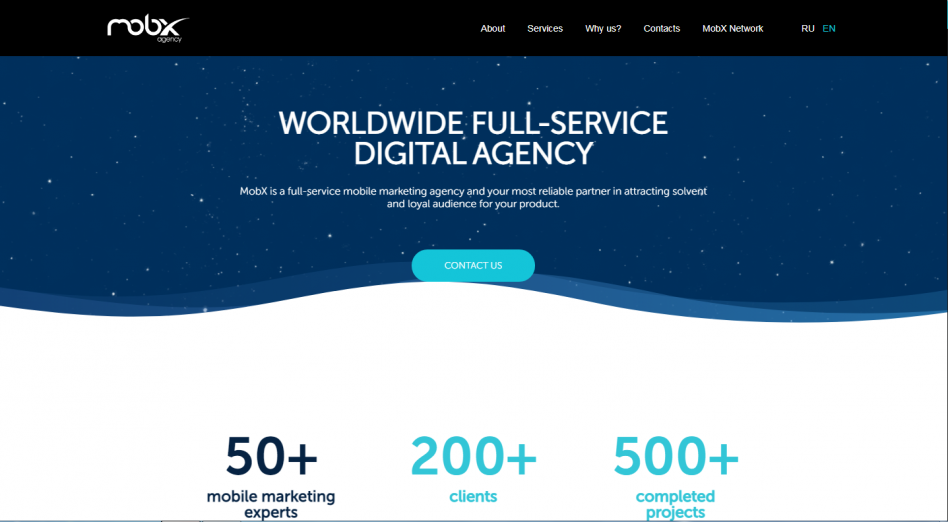 mobx
agency
About Services Why us? Contacts MobX Network RU EN
WORLDWIDE FULL-SERVICE
DIGITAL AGENCY
MobX is a full-service mobile marketing agency and your most reliable partner in attracting solvent
and loyal audience for your product.
CONTACT US
50+ 200+ 500+
mobile marketing clients completed
experts projects